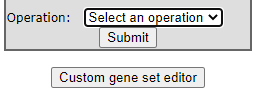 Operation: Select an operation
Submit
Custom gene set editor